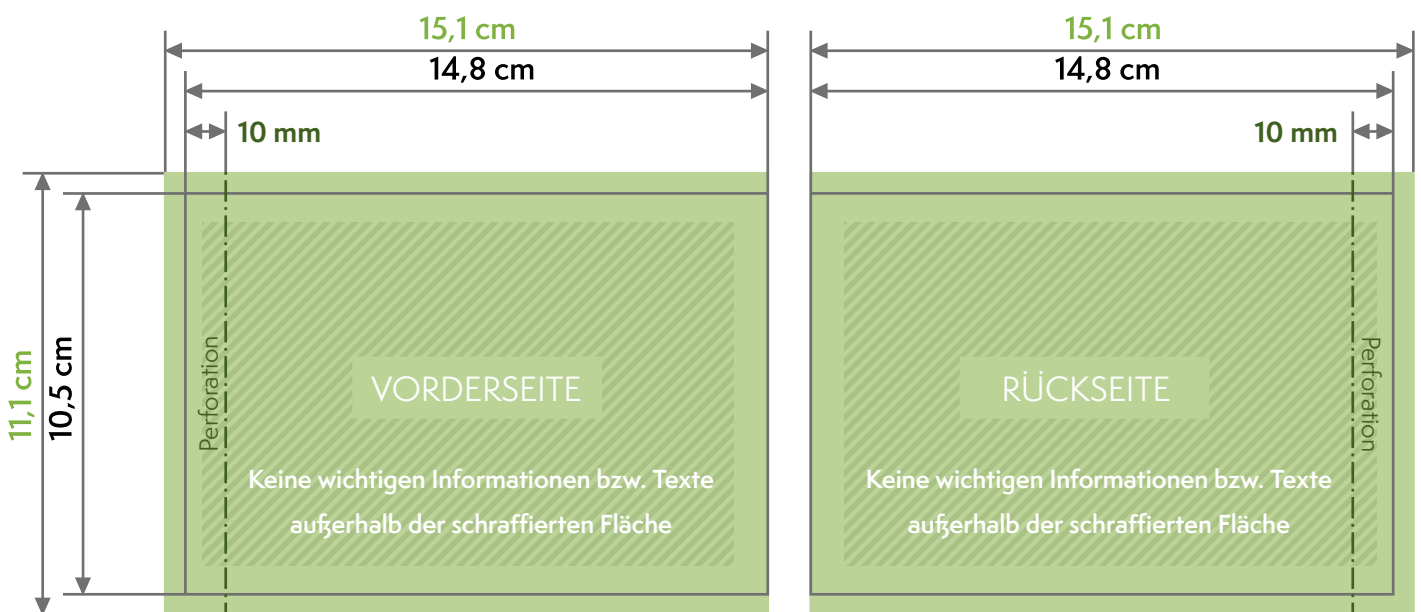 15,1 cm
14,8 cm
10 mm
15,1 cm
14,8 cm
10 mm
11,1 cm
10,5 cm
Perforation
VORDERSEITE
Keine wichtigen Informationen bzw. Texte
außerhalb der schraffierten Fläche
RÜCKSEITE
Keine wichtigen Informationen bzw. Texte
außerhalb der schraffierten Fläche
Perforation